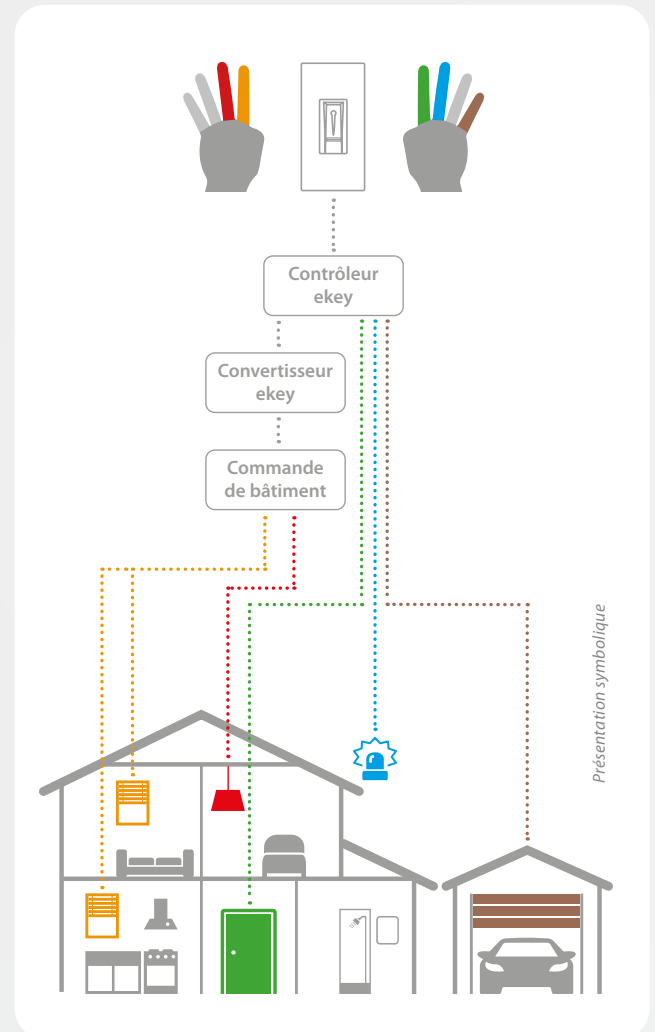 Contrôleur
ekey
Convertisseur
ekey
Commande
de bâtiment
Présentation symbolique